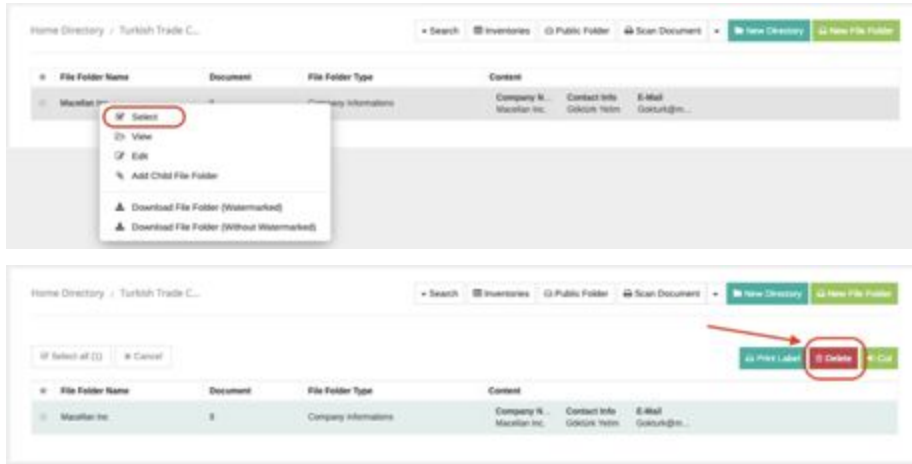 Home Directory / Turkish Trade C... Search Inventories Public Folder Scan Document New Directory New File Folder
File Folder Name Document File Folder Type Content
Macellan Inc. Company Informations Company N... Contact Info E-Mail
Macellan Inc. Göktürk Yetim Gokturk@m...
Select
View
Edit
Add Child File Folder
Download File Folder (Watermarked)
Download File Folder (Without Watermarked)
Home Directory / Turkish Trade C... Search Inventories Public Folder Scan Document New Directory New File Folder
Select all (1) Cancel Print Label Delete Cut
File Folder Name Document File Folder Type Content
Macellan Inc. Company Informations Company N... Contact Info E-Mail
Macellan Inc. Göktürk Yetim Gokturk@m...